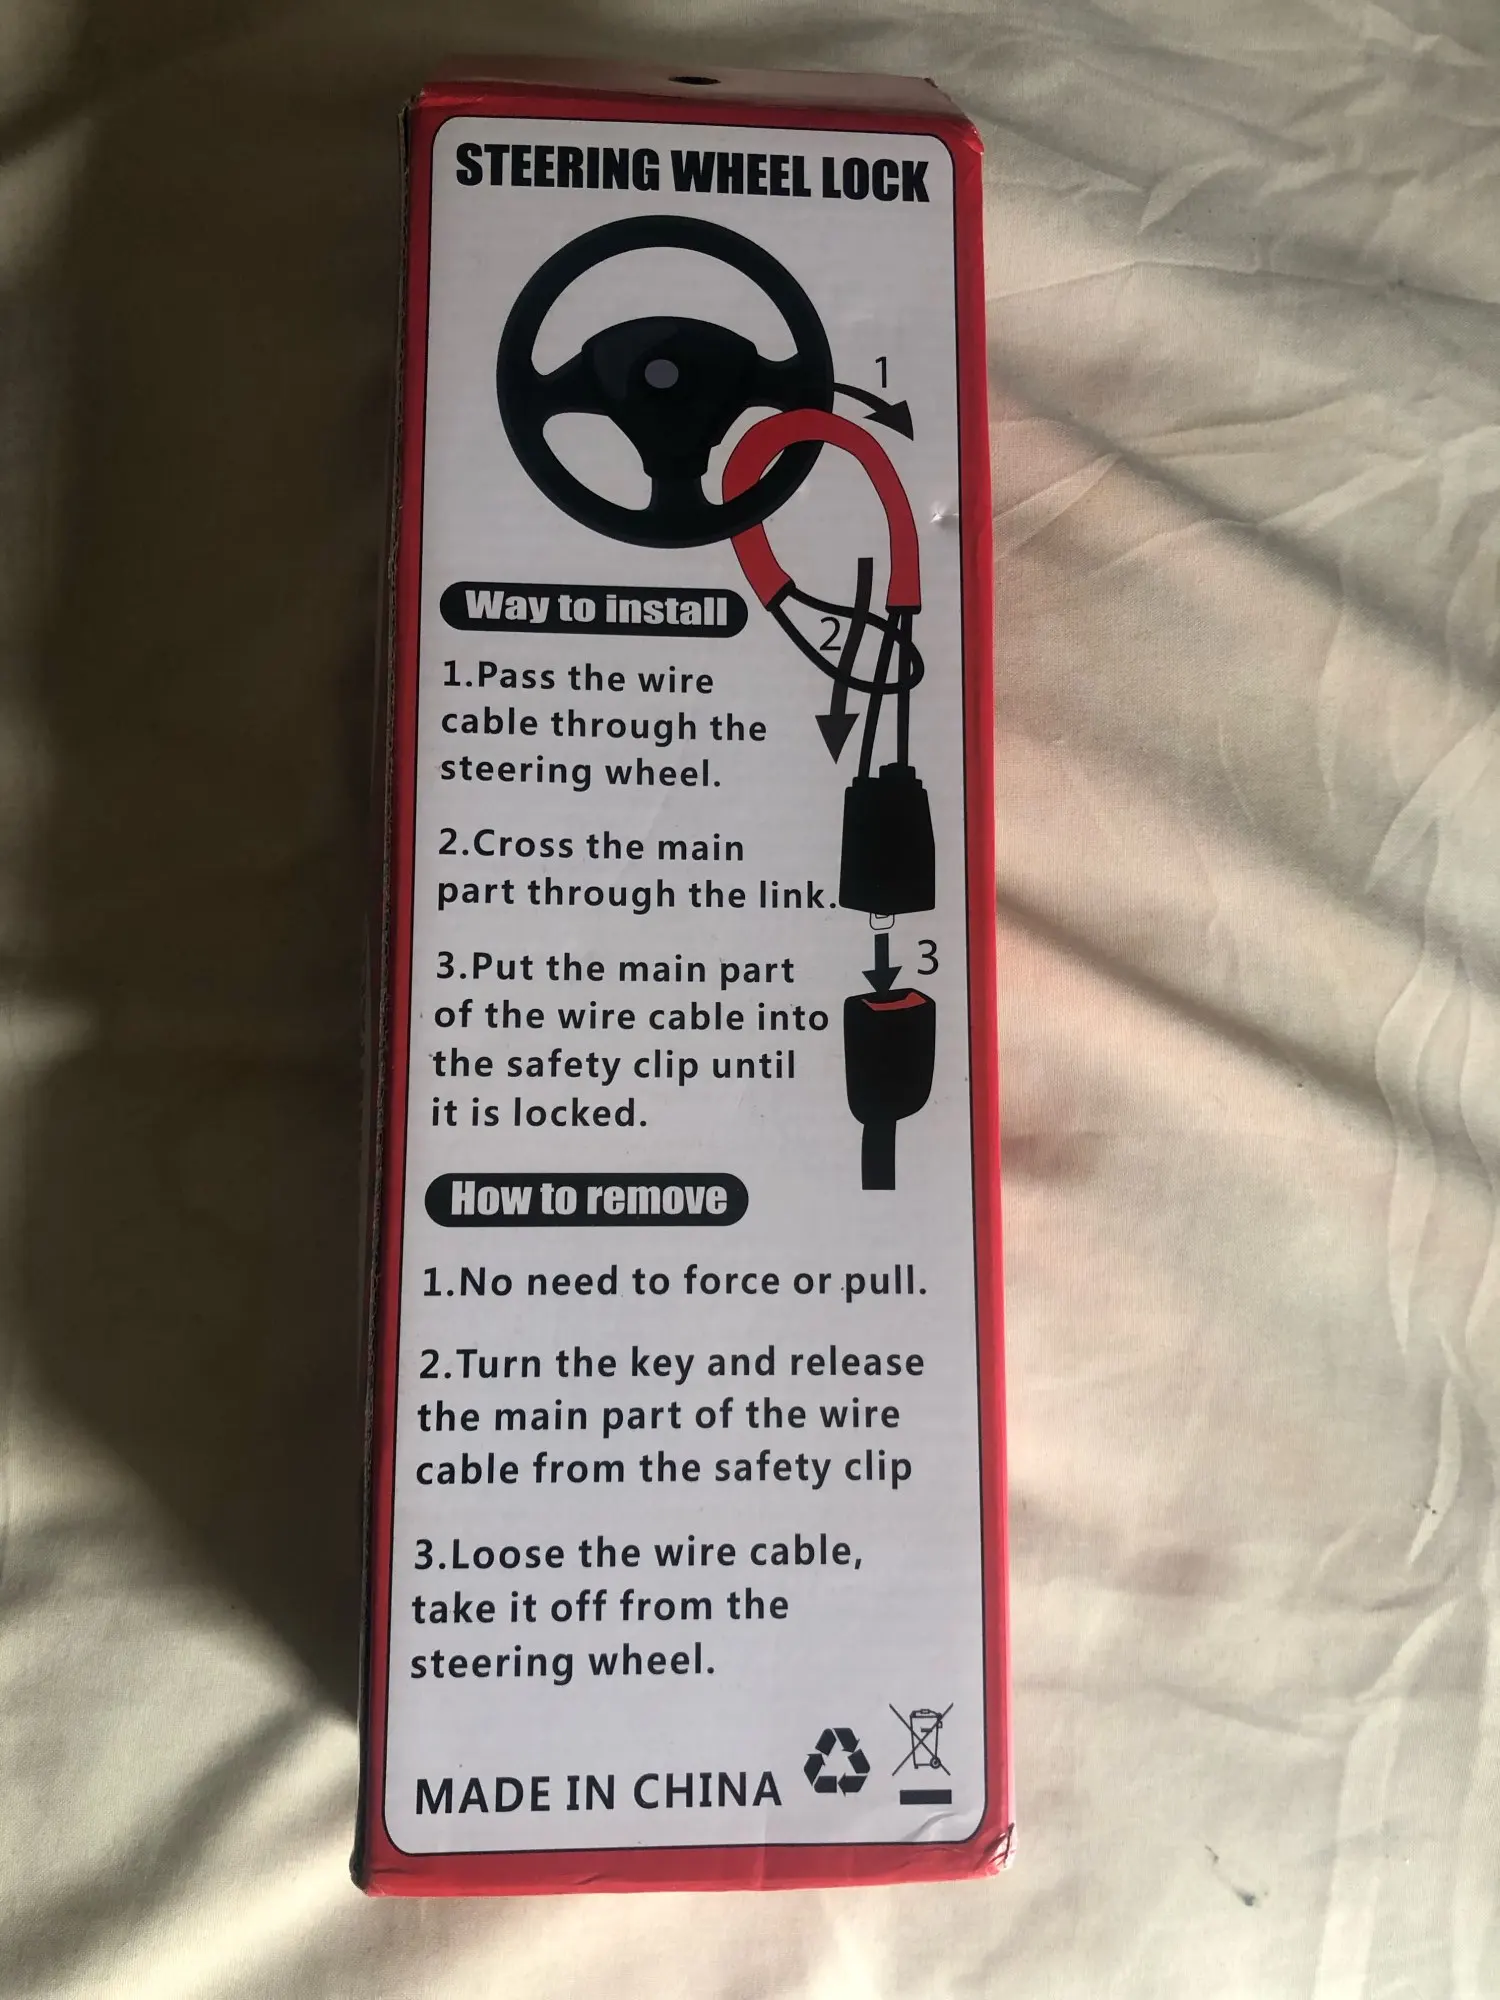 STEERING WHEEL LOCK
1
2
Way to install
1.Pass the wire
cable through the
steering wheel.
2.Cross the main
part through the link.
3.Put the main part
of the wire cable into
the safety clip until
it is locked.
3
How to remove
1.No need to force or pull.
2.Turn the key and release
the main part of the wire
cable from the safety clip
3.Loose the wire cable,
take it off from the
steering wheel.
MADE IN CHINA